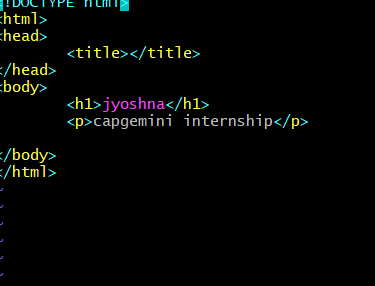 <!DOCTYPE html>
<html>
<head>
<title></title>
</head>
<body>
<h1>jyoshna</h1>
<p>capgemini internship</p>
</body>
</html>
~
~
~
~
~
~